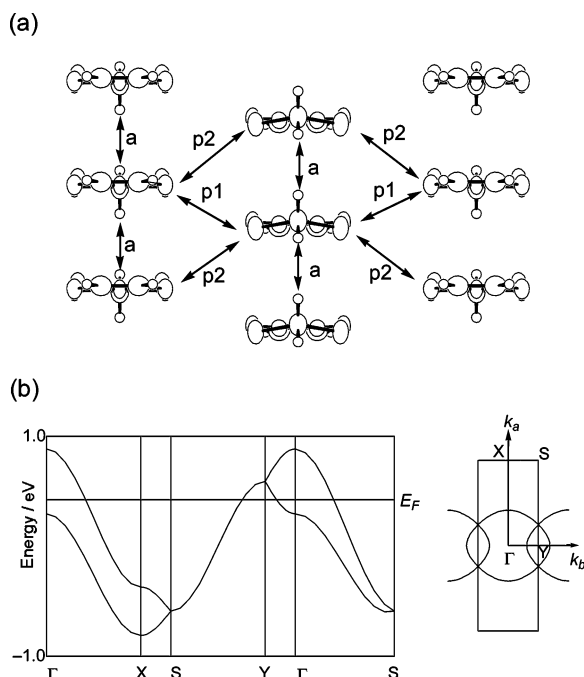 (a)
p2 p2
a a
p1 p1
a p2 a p2
(b)
1.0
Energy / eV
E_F
−1.0
Γ X S Y Γ S
k_a
X S
Γ Y
k_b